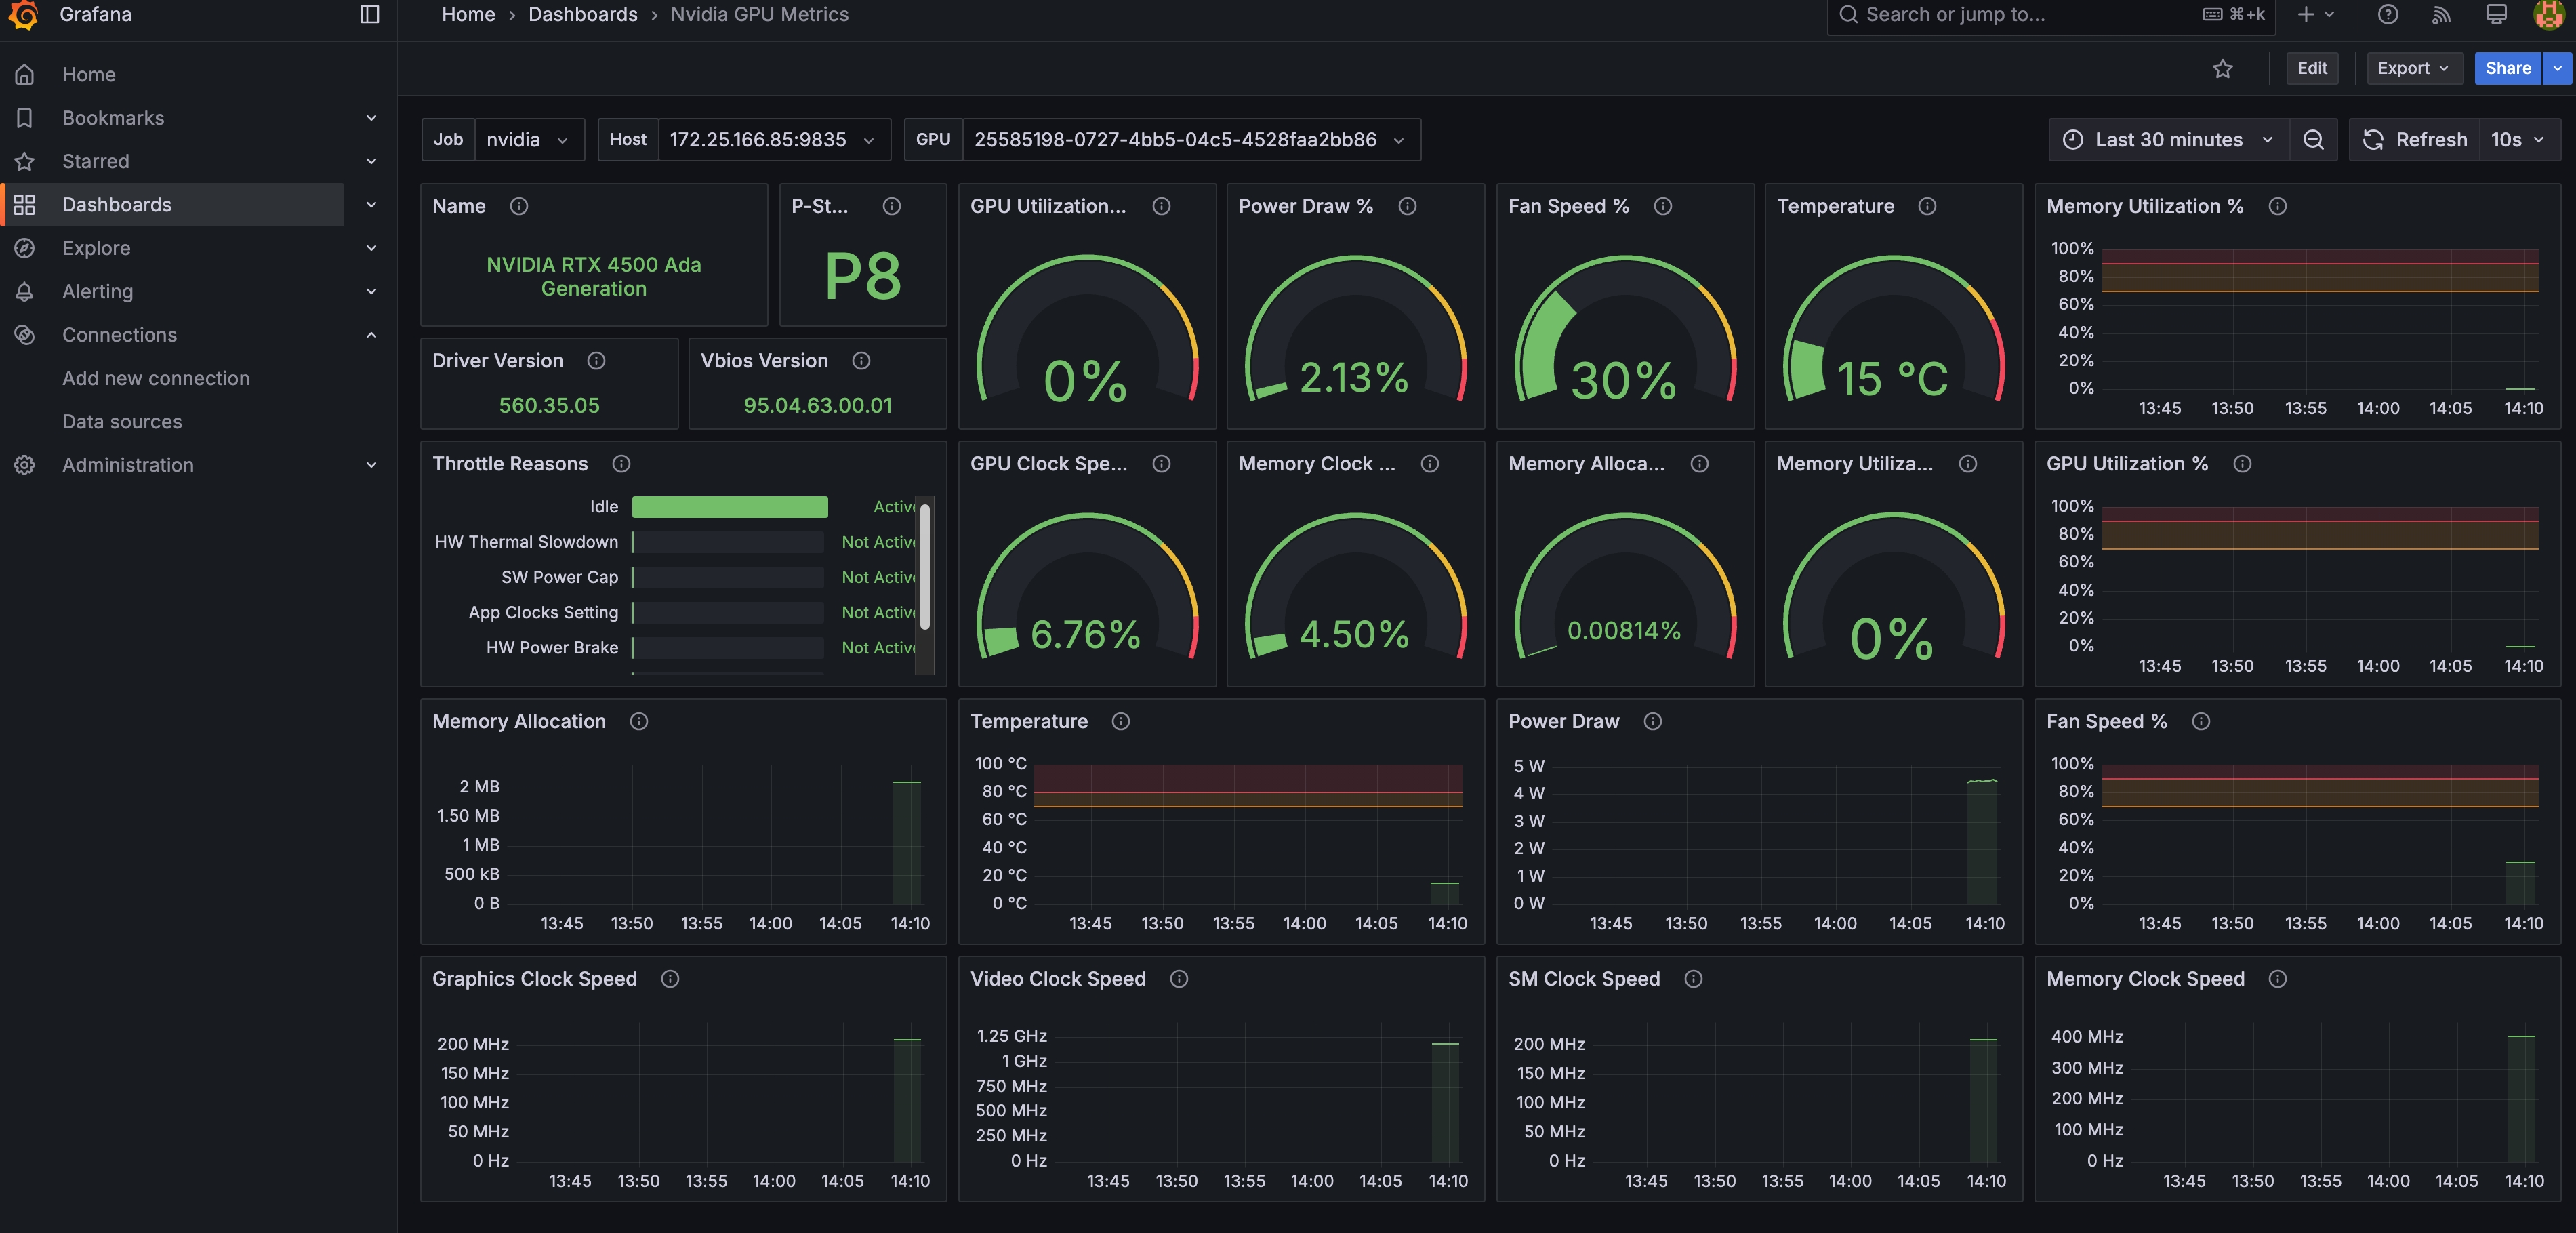 Grafana
Home › Dashboards › Nvidia GPU Metrics
Search or jump to...
⌘+k
Home
Bookmarks
Starred
Dashboards
Explore
Alerting
Connections
Add new connection
Data sources
Administration
Edit
Export
Share
Job nvidia
Host 172.25.166.85:9835
GPU 25585198-0727-4bb5-04c5-4528faa2bb86
Last 30 minutes
Refresh
10s
Name
NVIDIA RTX 4500 Ada
Generation
P-St...
P8
Driver Version
560.35.05
Vbios Version
95.04.63.00.01
GPU Utilization...
0%
Power Draw %
2.13%
Fan Speed %
30%
Temperature
15 °C
Memory Utilization %
100%
80%
60%
40%
20%
0%
13:45 13:50 13:55 14:00 14:05 14:10
Throttle Reasons
Idle Active
HW Thermal Slowdown Not Active
SW Power Cap Not Active
App Clocks Setting Not Active
HW Power Brake Not Active
GPU Clock Spe...
6.76%
Memory Clock ...
4.50%
Memory Alloca...
0.00814%
Memory Utiliza...
0%
GPU Utilization %
100%
80%
60%
40%
20%
0%
13:45 13:50 13:55 14:00 14:05 14:10
Memory Allocation
2 MB
1.50 MB
1 MB
500 kB
0 B
13:45 13:50 13:55 14:00 14:05 14:10
Temperature
100 °C
80 °C
60 °C
40 °C
20 °C
0 °C
13:45 13:50 13:55 14:00 14:05 14:10
Power Draw
5 W
4 W
3 W
2 W
1 W
0 W
13:45 13:50 13:55 14:00 14:05 14:10
Fan Speed %
100%
80%
60%
40%
20%
0%
13:45 13:50 13:55 14:00 14:05 14:10
Graphics Clock Speed
200 MHz
150 MHz
100 MHz
50 MHz
0 Hz
13:45 13:50 13:55 14:00 14:05 14:10
Video Clock Speed
1.25 GHz
1 GHz
750 MHz
500 MHz
250 MHz
0 Hz
13:45 13:50 13:55 14:00 14:05 14:10
SM Clock Speed
200 MHz
150 MHz
100 MHz
50 MHz
0 Hz
13:45 13:50 13:55 14:00 14:05 14:10
Memory Clock Speed
400 MHz
300 MHz
200 MHz
100 MHz
0 Hz
13:45 13:50 13:55 14:00 14:05 14:10